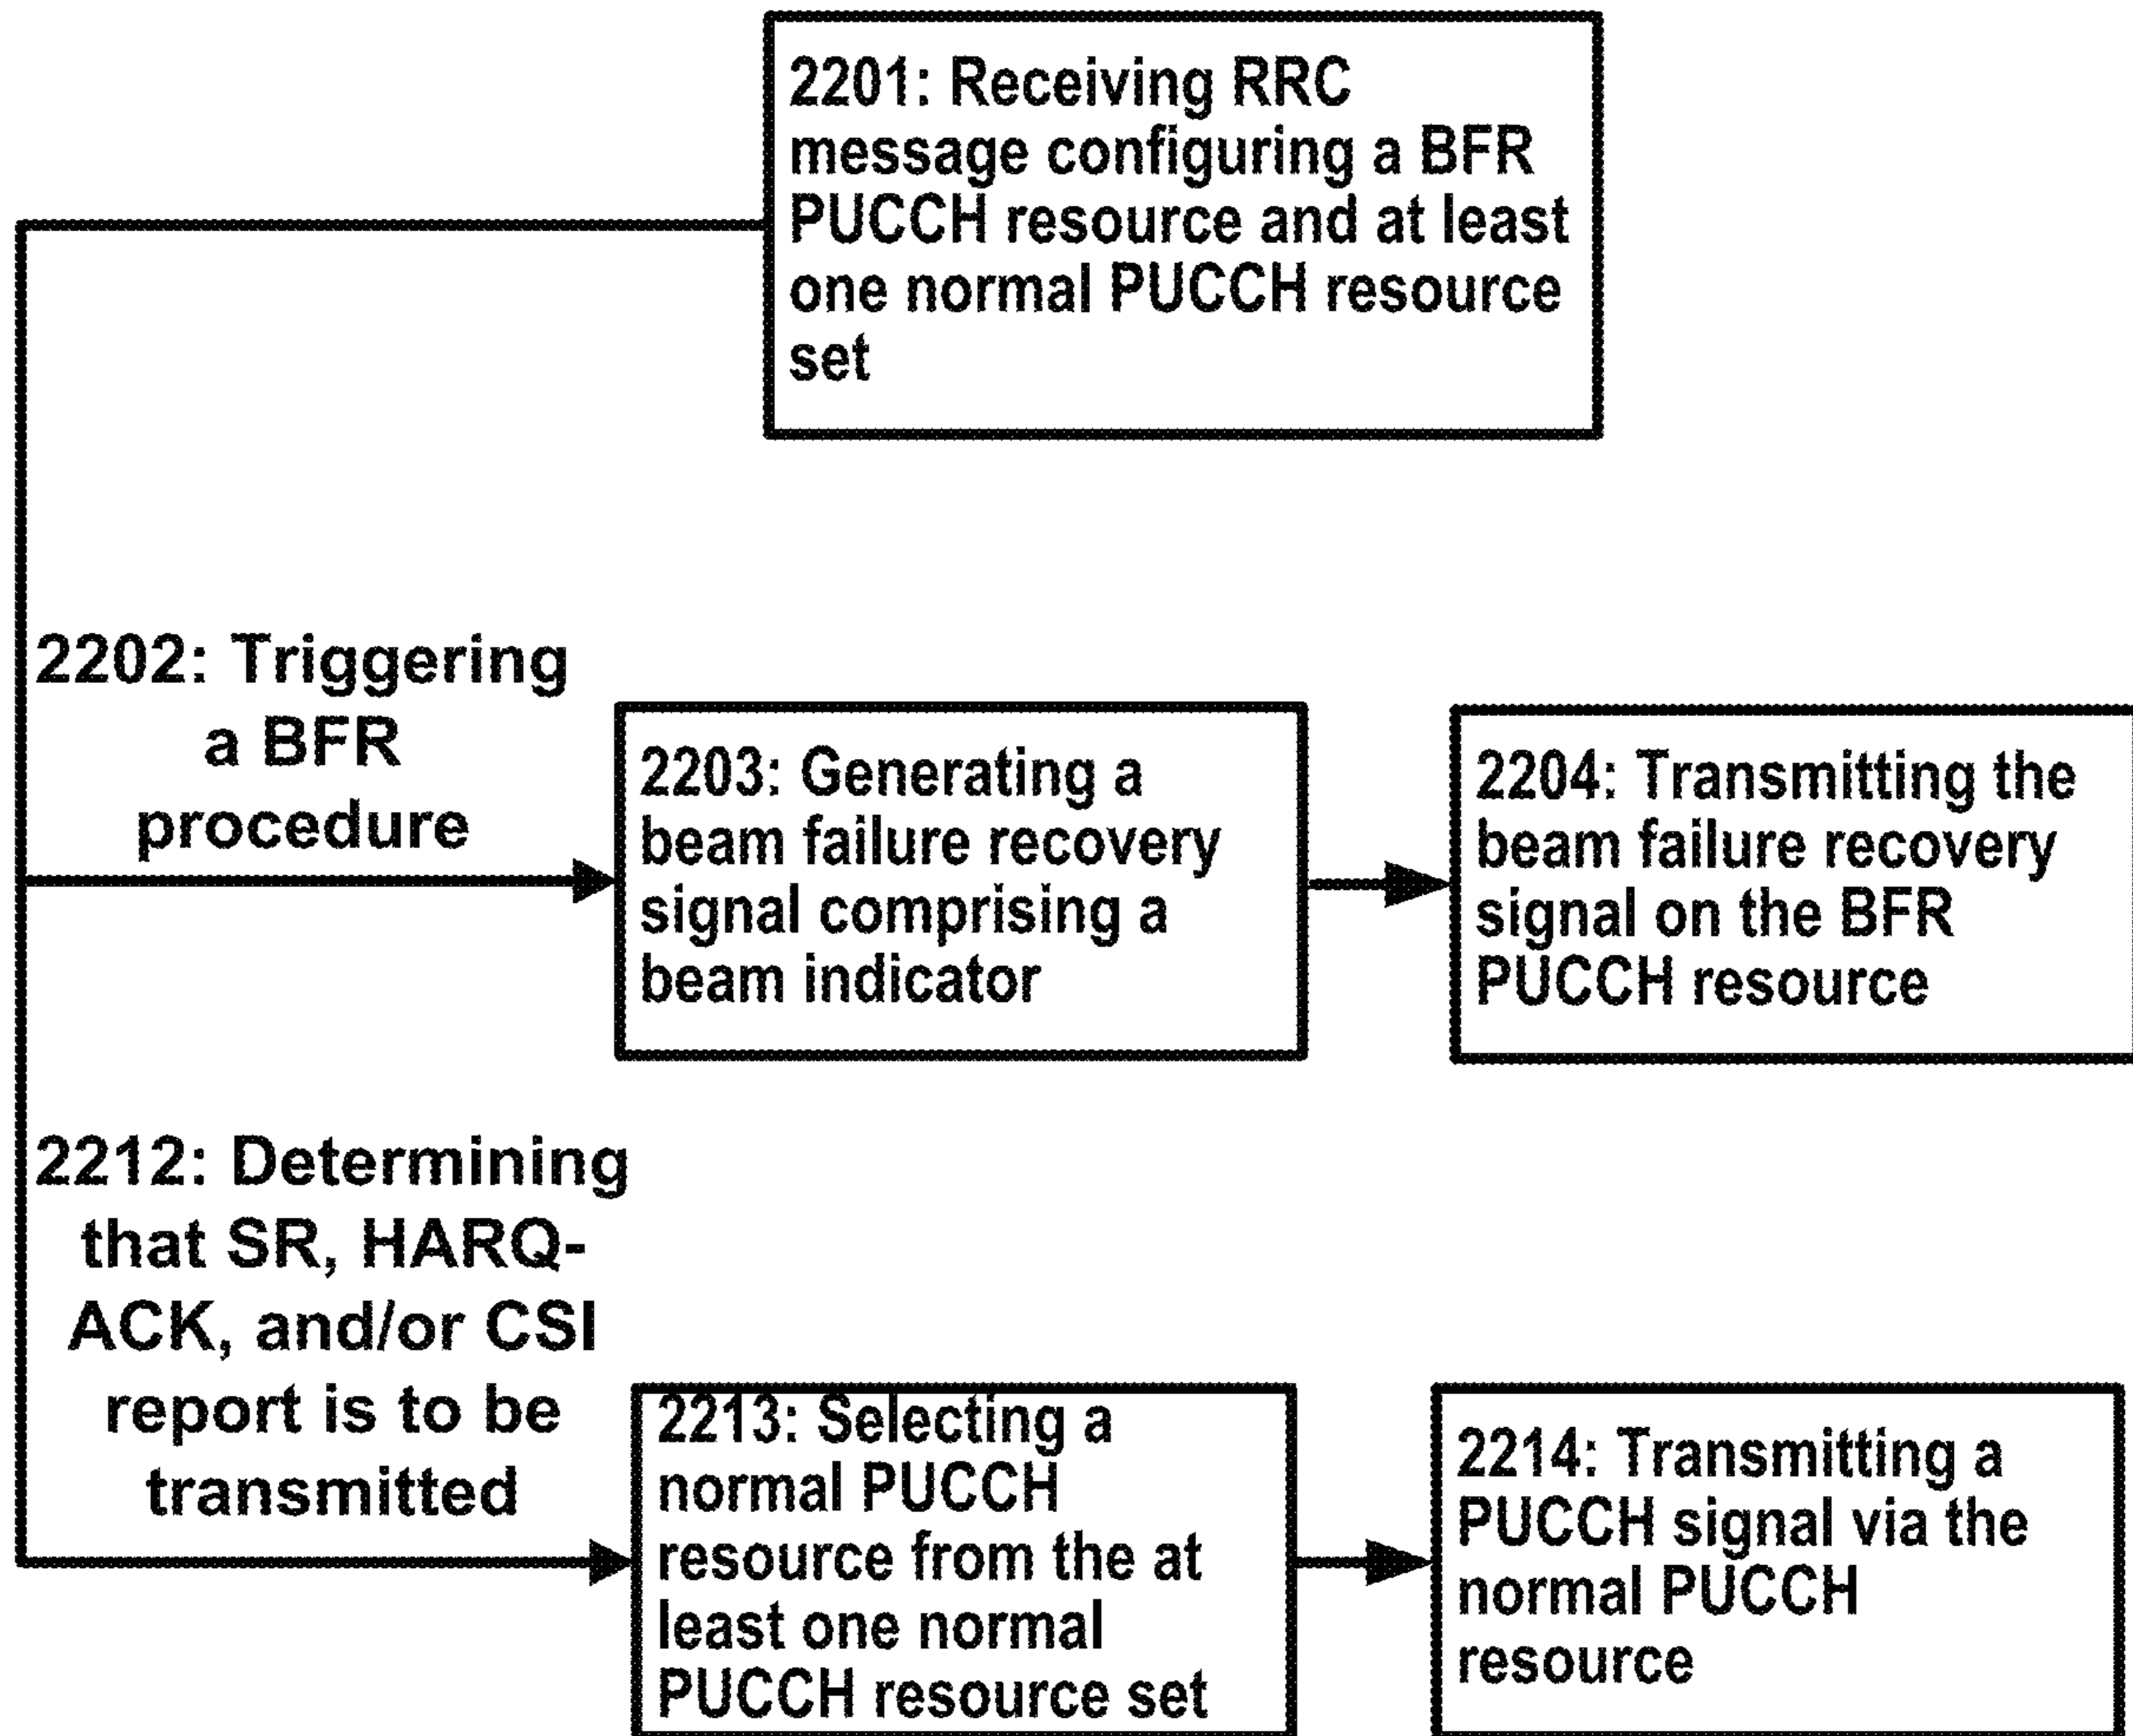 2201: Receiving RRC
message configuring a BFR
PUCCH resource and at least
one normal PUCCH resource
set
2202: Triggering
a BFR
procedure
2203: Generating a
beam failure recovery
signal comprising a
beam indicator
2204: Transmitting the
beam failure recovery
signal on the BFR
PUCCH resource
2212: Determining
that SR, HARQ-
ACK, and/or CSI
report is to be
transmitted
2213: Selecting a
normal PUCCH
resource from the at
least one normal
PUCCH resource set
2214: Transmitting a
PUCCH signal via the
normal PUCCH
resource